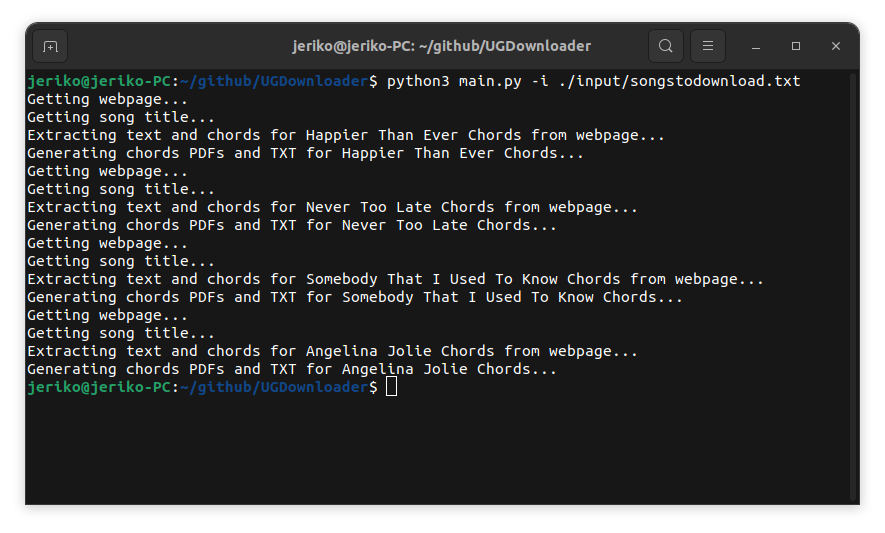 jeriko@jeriko-PC: ~/github/UGDownloader
jeriko@jeriko-PC:~/github/UGDownloader$ python3 main.py -i ./input/songstodownload.txt
Getting webpage...
Getting song title...
Extracting text and chords for Happier Than Ever Chords from webpage...
Generating chords PDFs and TXT for Happier Than Ever Chords...
Getting webpage...
Getting song title...
Extracting text and chords for Never Too Late Chords from webpage...
Generating chords PDFs and TXT for Never Too Late Chords...
Getting webpage...
Getting song title...
Extracting text and chords for Somebody That I Used To Know Chords from webpage...
Generating chords PDFs and TXT for Somebody That I Used To Know Chords...
Getting webpage...
Getting song title...
Extracting text and chords for Angelina Jolie Chords from webpage...
Generating chords PDFs and TXT for Angelina Jolie Chords...
jeriko@jeriko-PC:~/github/UGDownloader$